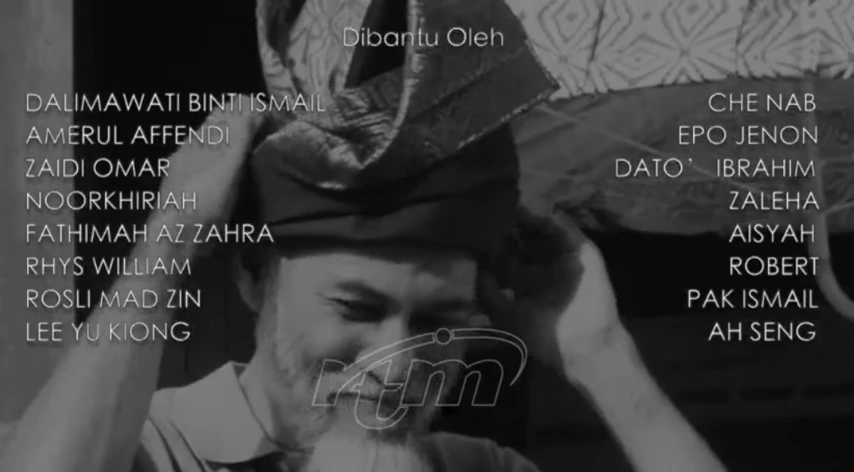 Dibantu Oleh
DALIMAWATI BINTI ISMAIL CHE NAB
AMERUL AFFENDI EPO JENON
ZAIDI OMAR DATO' IBRAHIM
NOORKHIRIAH ZALEHA
FATHIMAH AZ ZAHRA AISYAH
RHYS WILLIAM ROBERT
ROSLI MAD ZIN PAK ISMAIL
LEE YU KIONG AH SENG
rtm